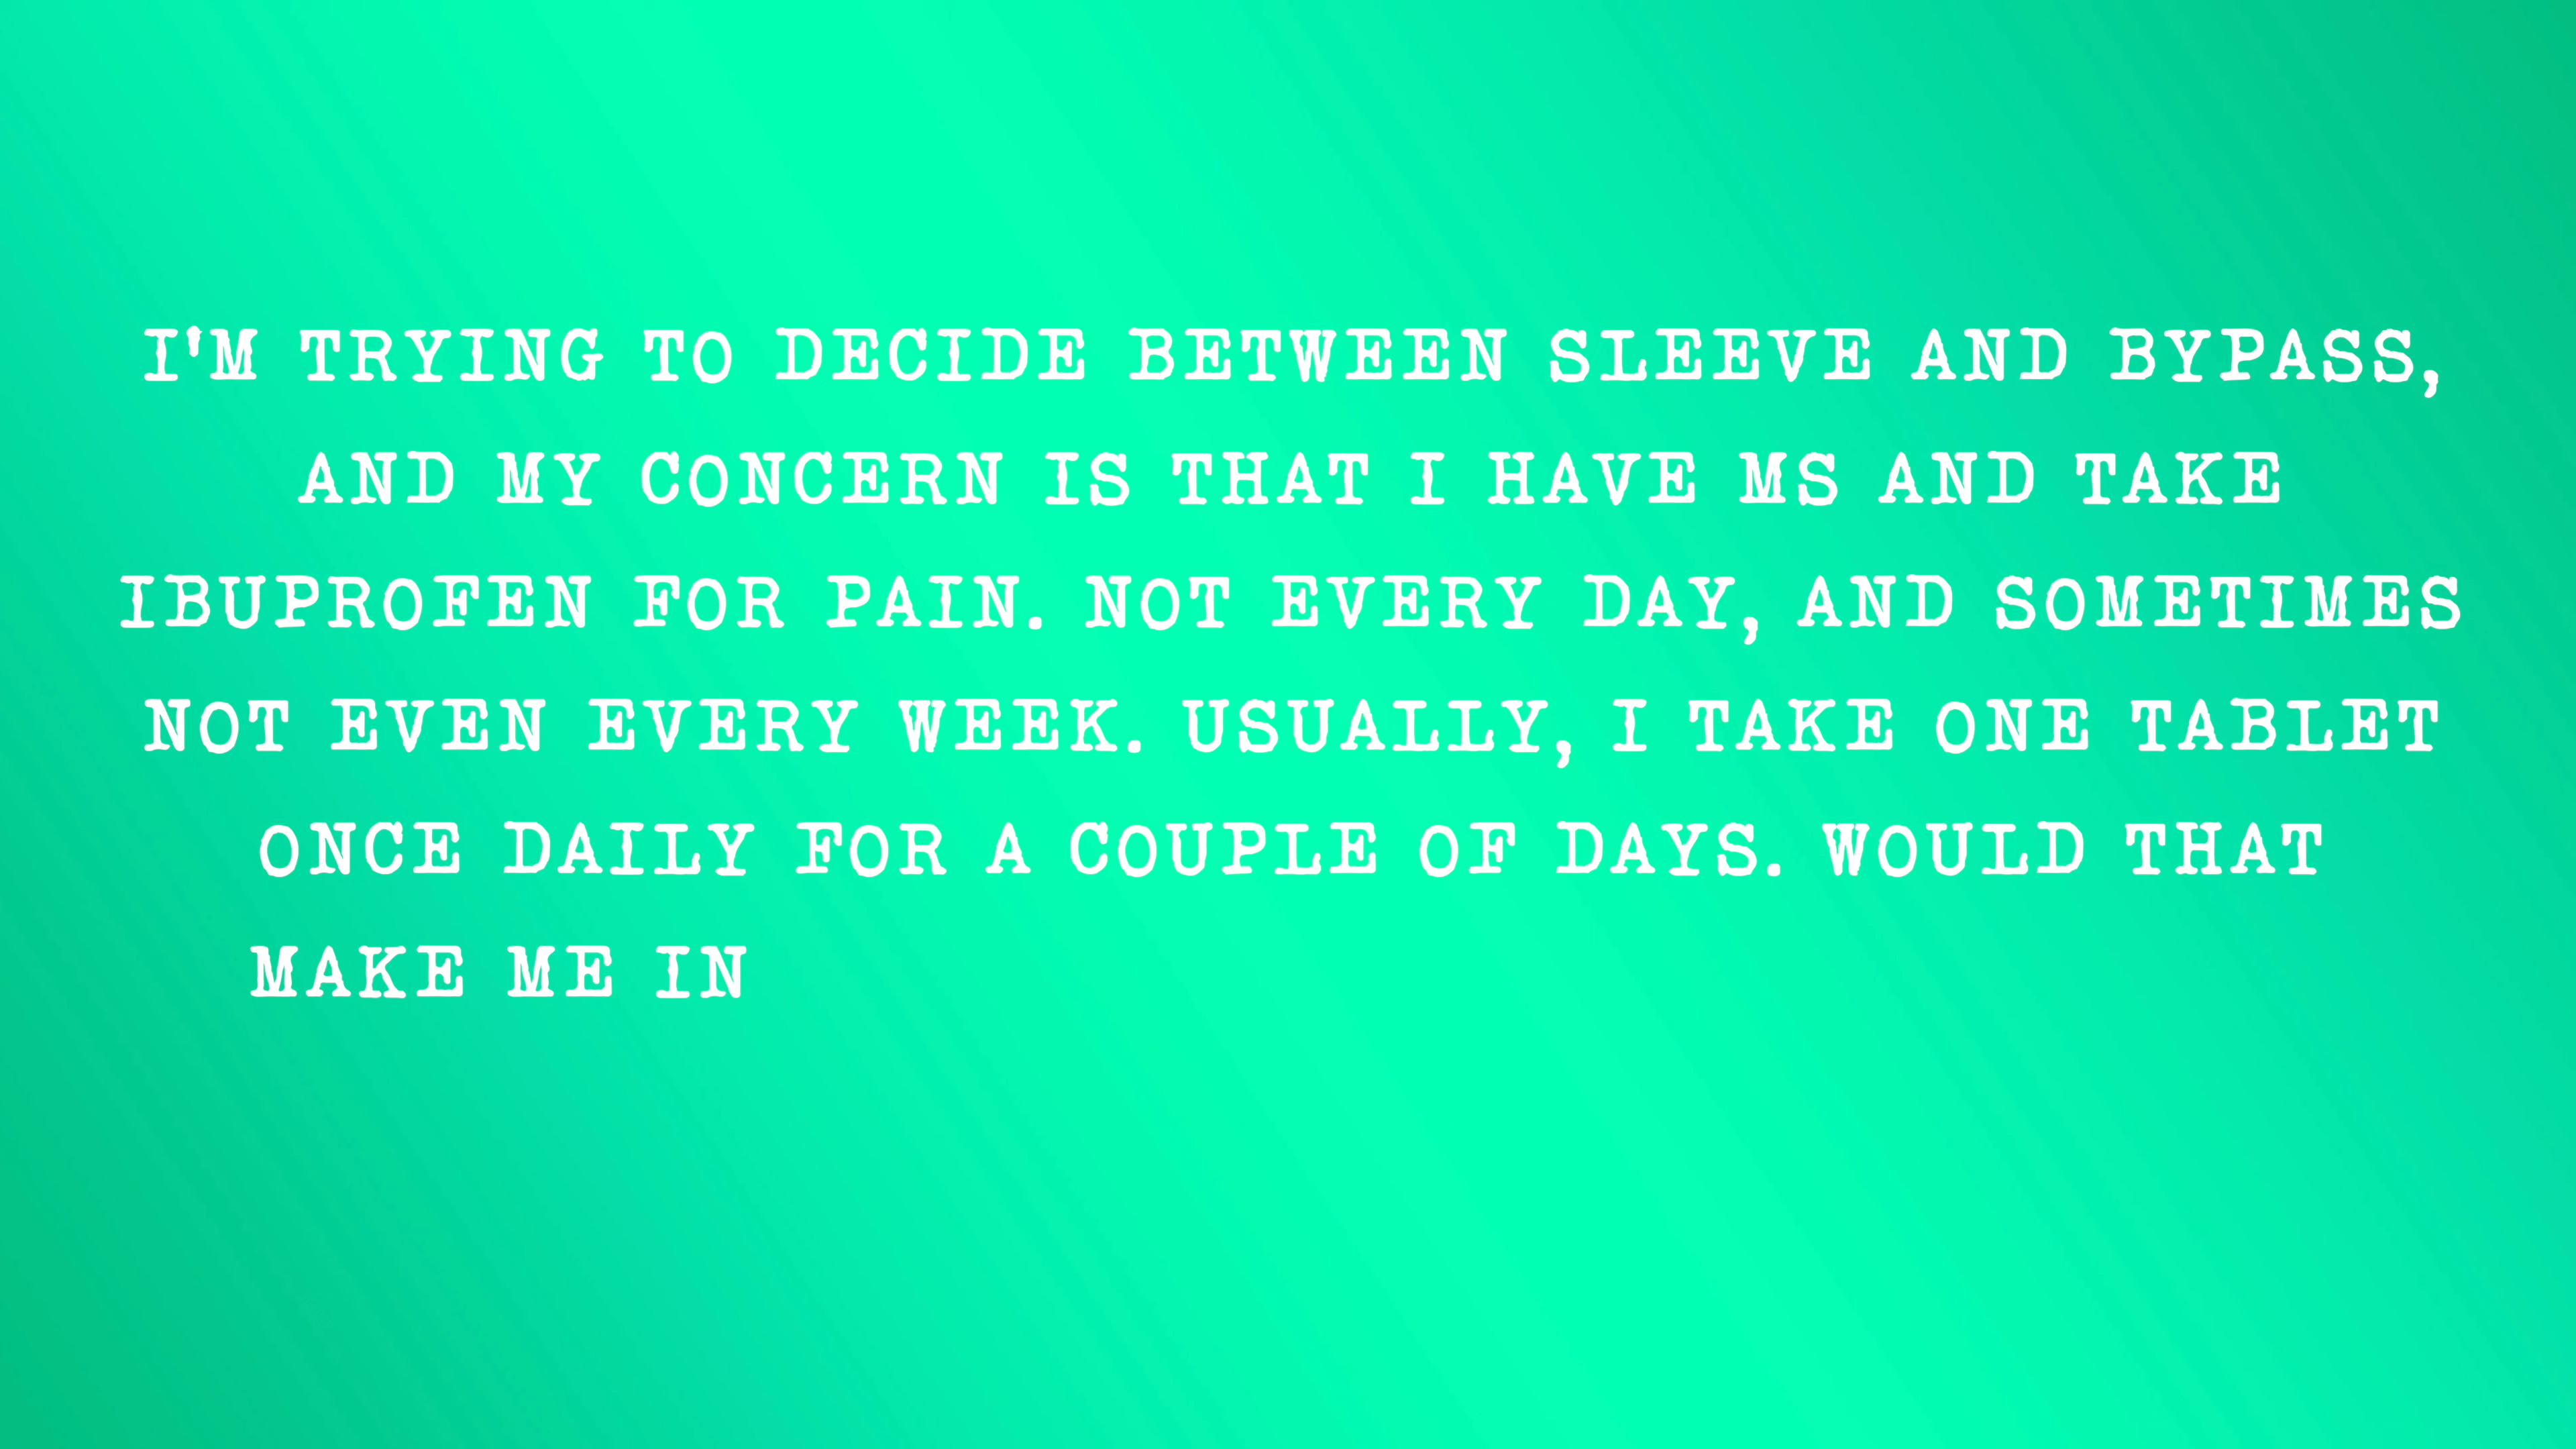 I'M TRYING TO DECIDE BETWEEN SLEEVE AND BYPASS,
AND MY CONCERN IS THAT I HAVE MS AND TAKE
IBUPROFEN FOR PAIN. NOT EVERY DAY, AND SOMETIMES
NOT EVEN EVERY WEEK. USUALLY, I TAKE ONE TABLET
ONCE DAILY FOR A COUPLE OF DAYS. WOULD THAT
MAKE ME IN